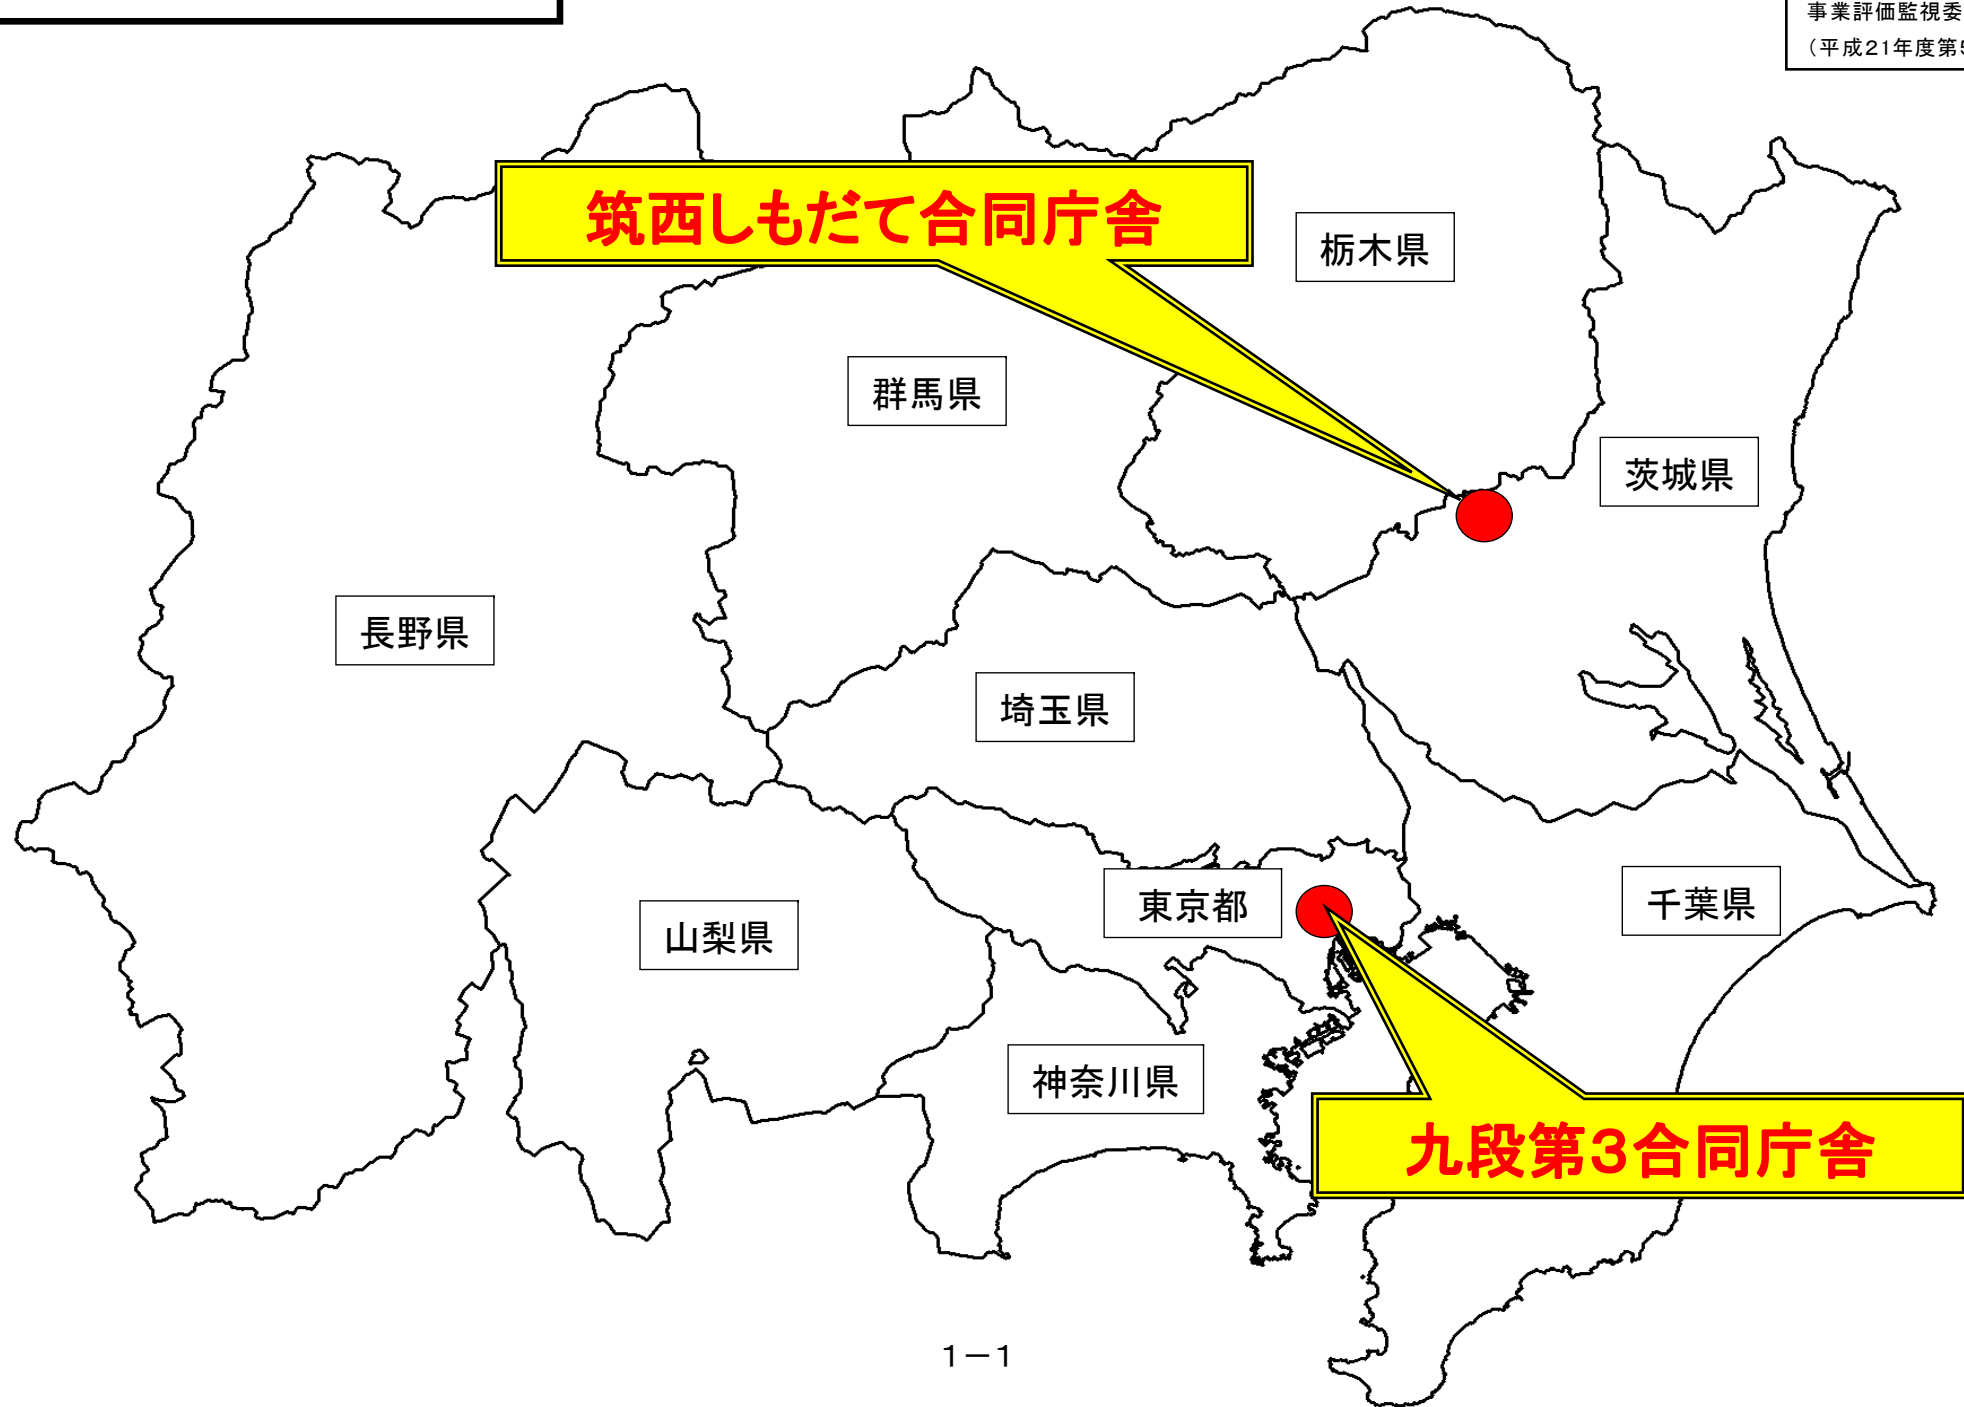 事業評価監視委
（平成21年度第5
筑西しもだて合同庁舎
栃木県
群馬県
茨城県
長野県
埼玉県
東京都
千葉県
山梨県
神奈川県
九段第3合同庁舎
1－1